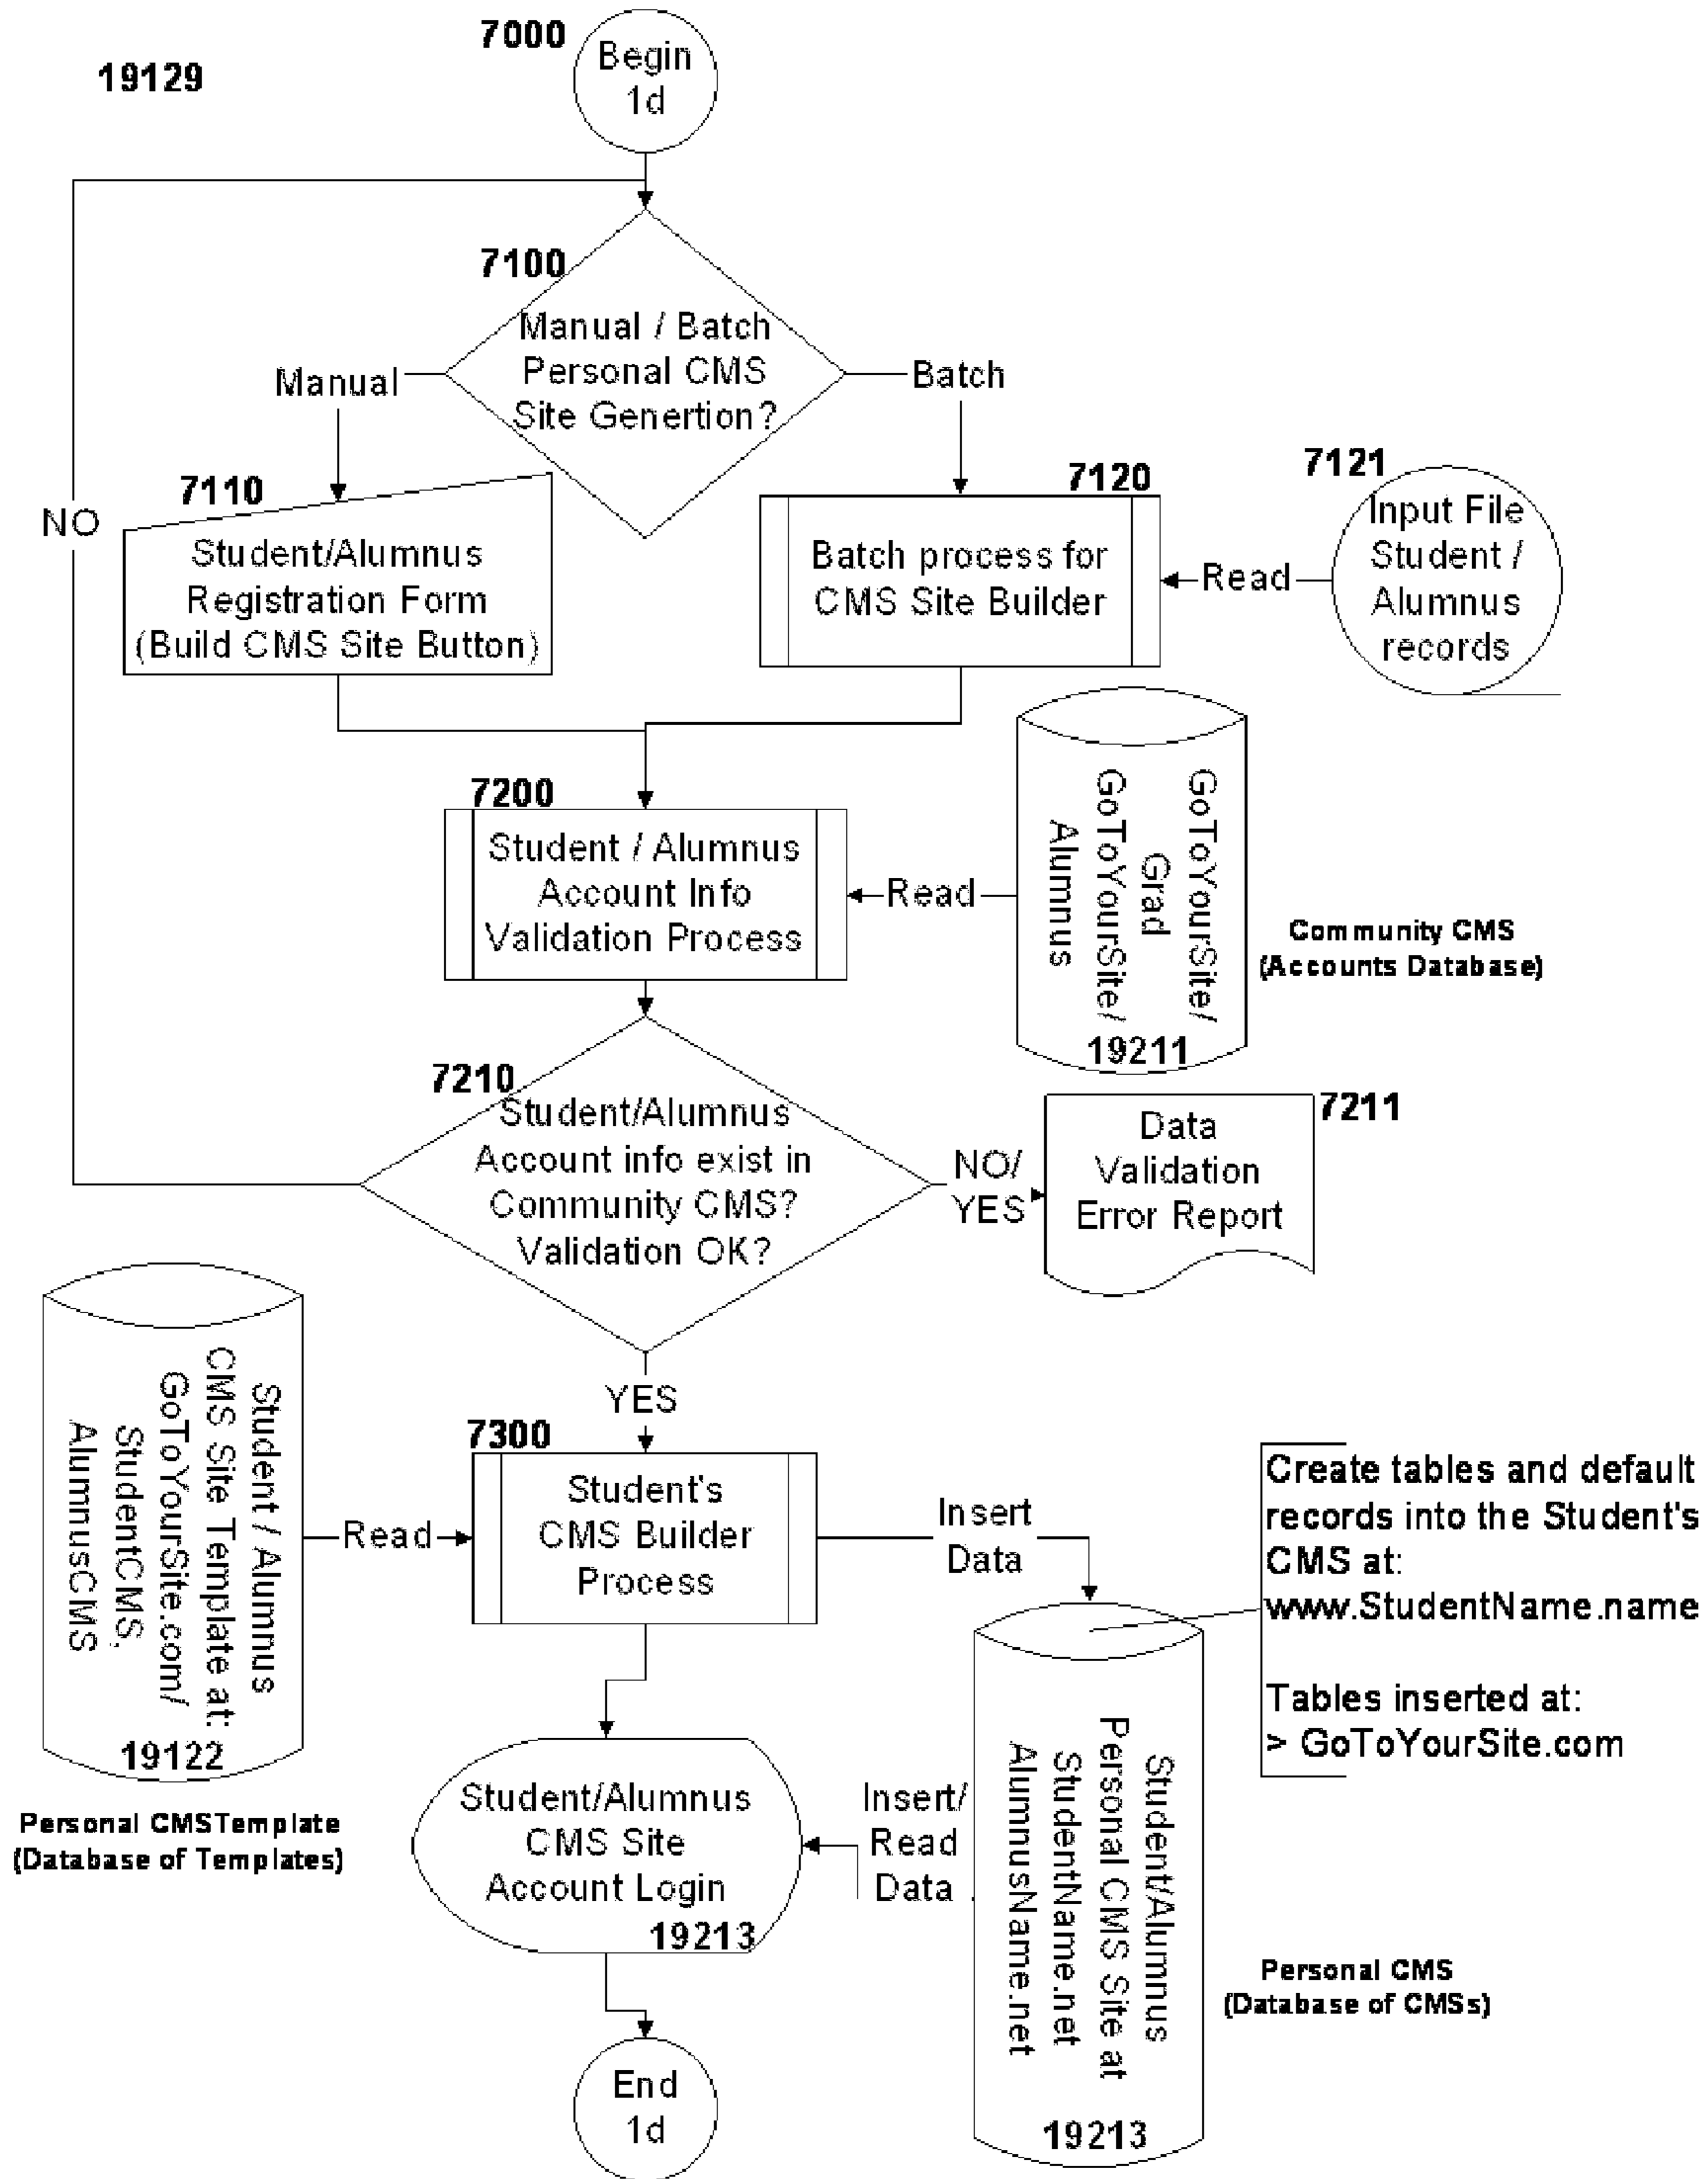 7000
19129
Begin
1d
7100
Manual / Batch
Personal CMS
Site Genertion?
Manual
Batch
7110
Student/Alumnus
Registration Form
(Build CMS Site Button)
NO
7120
Batch process for
CMS Site Builder
Read
7121
Input File
Student /
Alumnus
records
7200
Student / Alumnus
Account Info
Validation Process
Read
GoToYourSite/
Grad
GoToYourSite/
Alumnus
19211
Community CMS
(Accounts Database)
7210
Student/Alumnus
Account info exist in
Community CMS?
Validation OK?
NO/
YES
7211
Data
Validation
Error Report
YES
Student / Alumnus
CMS Site Template at:
GoToYourSite.com/
StudentCMS,
AlumnusCMS
19122
Personal CMSTemplate
(Database of Templates)
Read
7300
Student's
CMS Builder
Process
Insert
Data
Create tables and default
records into the Student's
CMS at:
www.StudentName.name
Tables inserted at:
> GoToYourSite.com
Student/Alumnus
CMS Site
Account Login
19213
Insert/
Read
Data
Student/Alumnus
Personal CMS Site at
StudentName.net
AlumnusName.net
19213
Personal CMS
(Database of CMSs)
End
1d